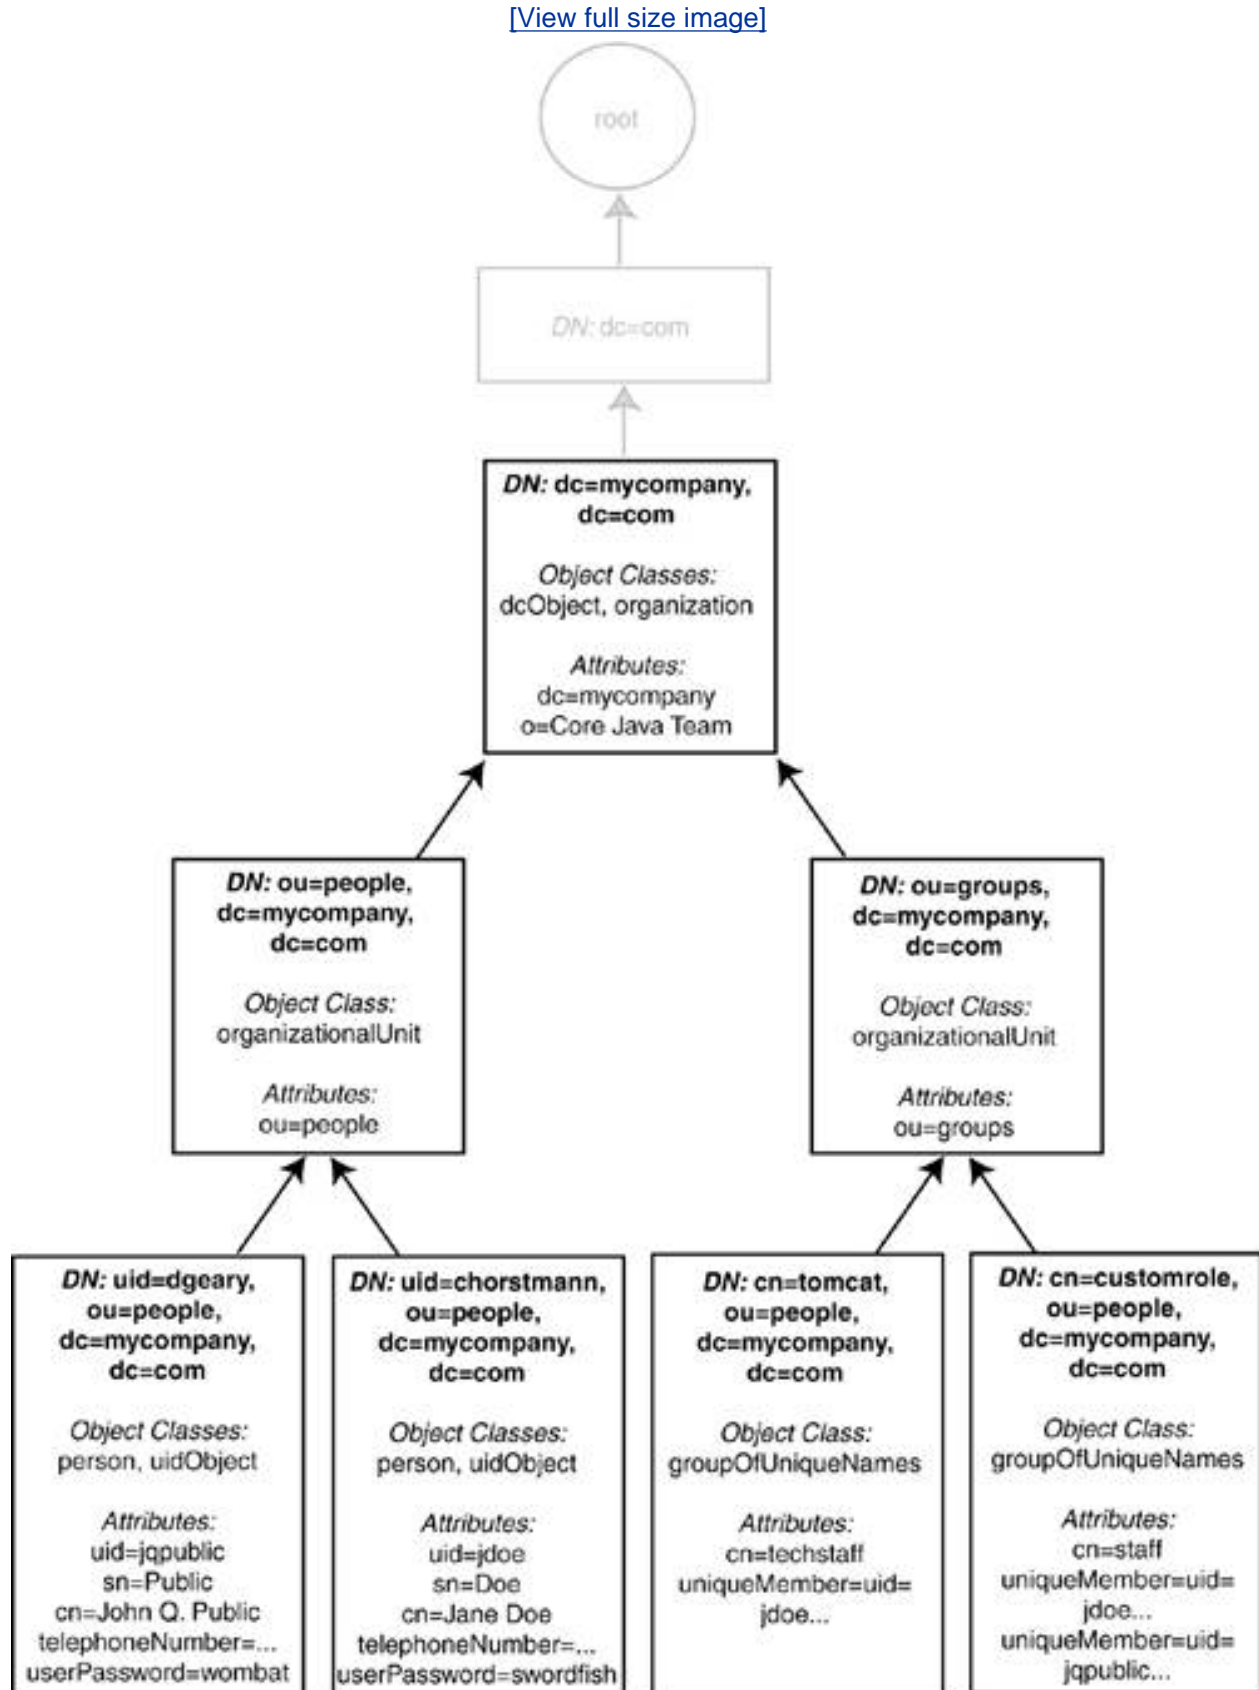 [View full size image]
root
DN: dc=com
DN: dc=mycompany,
dc=com
Object Classes:
dcObject, organization
Attributes:
dc=mycompany
o=Core Java Team
DN: ou=people,
dc=mycompany,
dc=com
Object Class:
organizationalUnit
Attributes:
ou=people
DN: ou=groups,
dc=mycompany,
dc=com
Object Class:
organizationalUnit
Attributes:
ou=groups
DN: uid=dgeary,
ou=people,
dc=mycompany,
dc=com
Object Classes:
person, uidObject
Attributes:
uid=jqpublic
sn=Public
cn=John Q. Public
telephoneNumber=...
userPassword=wombat
DN: uid=chorstmann,
ou=people,
dc=mycompany,
dc=com
Object Classes:
person, uidObject
Attributes:
uid=jdoe
sn=Doe
cn=Jane Doe
telephoneNumber=...
userPassword=swordfish
DN: cn=tomcat,
ou=people,
dc=mycompany,
dc=com
Object Class:
groupOfUniqueNames
Attributes:
cn=techstaff
uniqueMember=uid=
jdoe...
DN: cn=customrole,
ou=people,
dc=mycompany,
dc=com
Object Class:
groupOfUniqueNames
Attributes:
cn=staff
uniqueMember=uid=
jdoe...
uniqueMember=uid=
jqpublic...